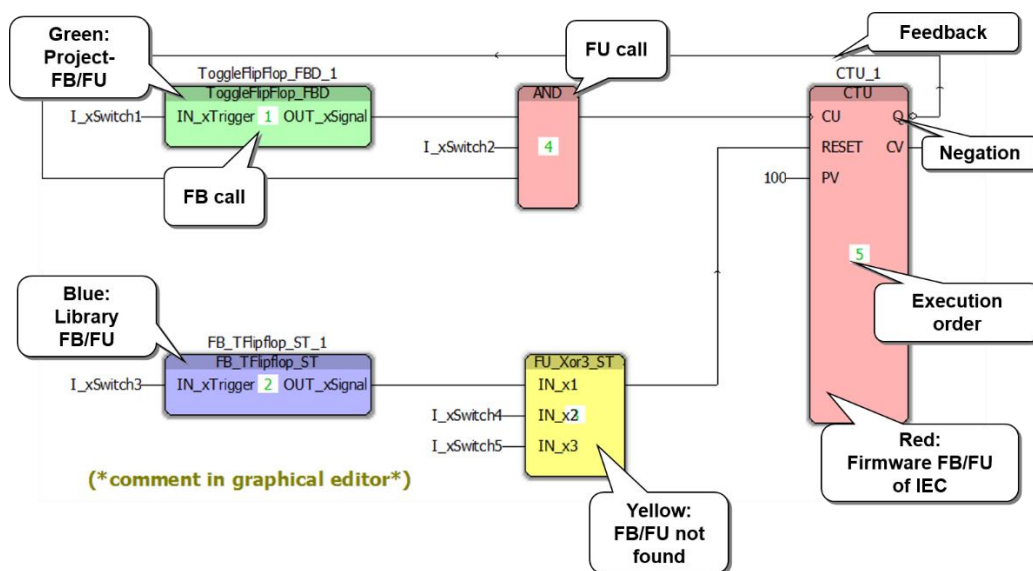 Green:
Project-
FB/FU
Feedback
FU call
ToggleFlipFlop_FBD_1
CTU_1
ToggleFlipFlop_FBD
AND
CTU
I_xSwitch1
IN_xTrigger 1 OUT_xSignal
CU
Q
I_xSwitch2
4
RESET
CV
Negation
FB call
100
PV
5
Blue:
Library
FB/FU
Execution
order
FB_TFlipflop_ST_1
FB_TFlipflop_ST
FU_Xor3_ST
I_xSwitch3
IN_xTrigger 2 OUT_xSignal
IN_x1
I_xSwitch4
IN_x2
I_xSwitch5
IN_x3
Red:
Firmware FB/FU
of IEC
(*comment in graphical editor*)
Yellow:
FB/FU not
found